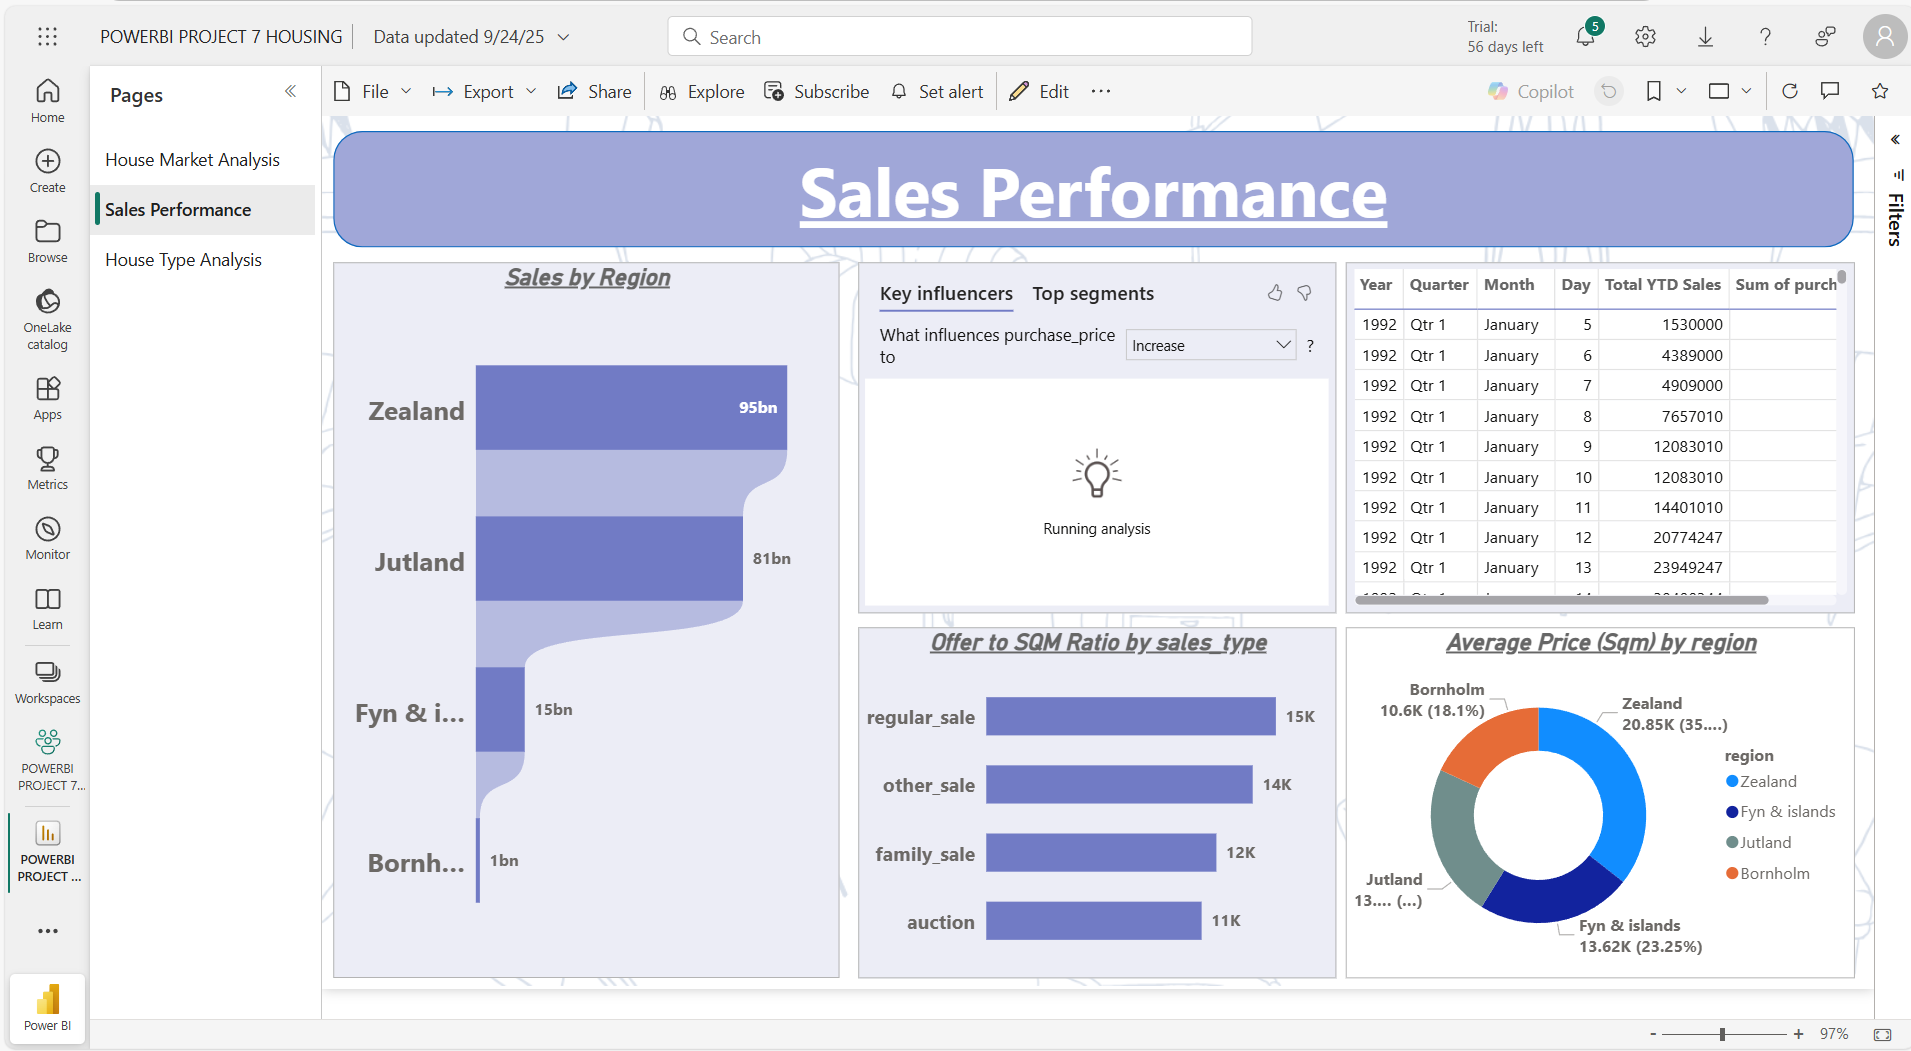 POWERBI PROJECT 7 HOUSING
Data updated 9/24/25
Search
Trial:
56 days left
5
Home
Create
Browse
OneLake
catalog
Apps
Metrics
Monitor
Learn
Workspaces
POWERBI
PROJECT 7...
POWERBI
PROJECT ...
Power BI
Pages
House Market Analysis
Sales Performance
House Type Analysis
File
Export
Share
Explore
Subscribe
Set alert
Edit
Copilot
Filters
Sales Performance
Sales by Region
Zealand
95bn
Jutland
81bn
Fyn & i...
15bn
Bornh...
1bn
Key influencers
Top segments
What influences purchase_price
to
Increase
?
Running analysis
Year Quarter Month Day Total YTD Sales Sum of purch
1992 Qtr 1 January 5 1530000
1992 Qtr 1 January 6 4389000
1992 Qtr 1 January 7 4909000
1992 Qtr 1 January 8 7657010
1992 Qtr 1 January 9 12083010
1992 Qtr 1 January 10 12083010
1992 Qtr 1 January 11 14401010
1992 Qtr 1 January 12 20774247
1992 Qtr 1 January 13 23949247
Offer to SQM Ratio by sales_type
regular_sale 15K
other_sale 14K
family_sale 12K
auction 11K
Average Price (Sqm) by region
Bornholm
10.6K (18.1%)
Zealand
20.85K (35....)
Jutland
13.... (...)
Fyn & islands
13.62K (23.25%)
region
Zealand
Fyn & islands
Jutland
Bornholm
- + 97%